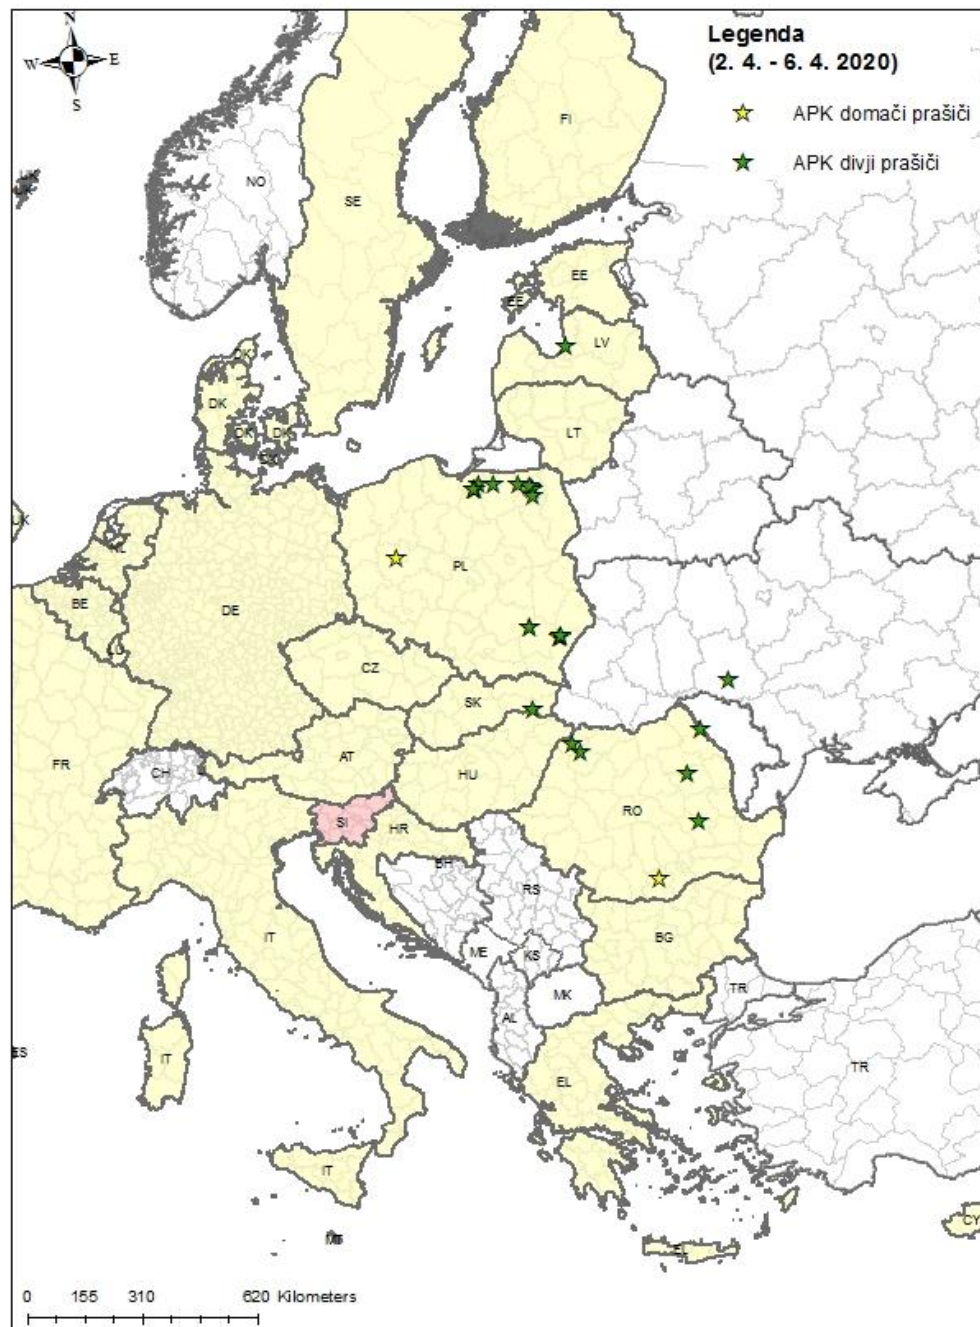 N
W
E
S
Legenda
(2. 4. - 6. 4. 2020)
APK domači prašiči
APK divji prašiči
FI
UK
NO
SE
EE
EE
LV
DK
DK
DK
DK
LT
UK
NL
PL
BE
DE
LU
CZ
SK
FR
AT
CH
HU
RO
SI
HR
BH
RS
IT
BG
ME
KS
TR
MK
AL
ES
IT
TR
EL
IT
CY
MT
EL
0 155 310 620 Kilometers